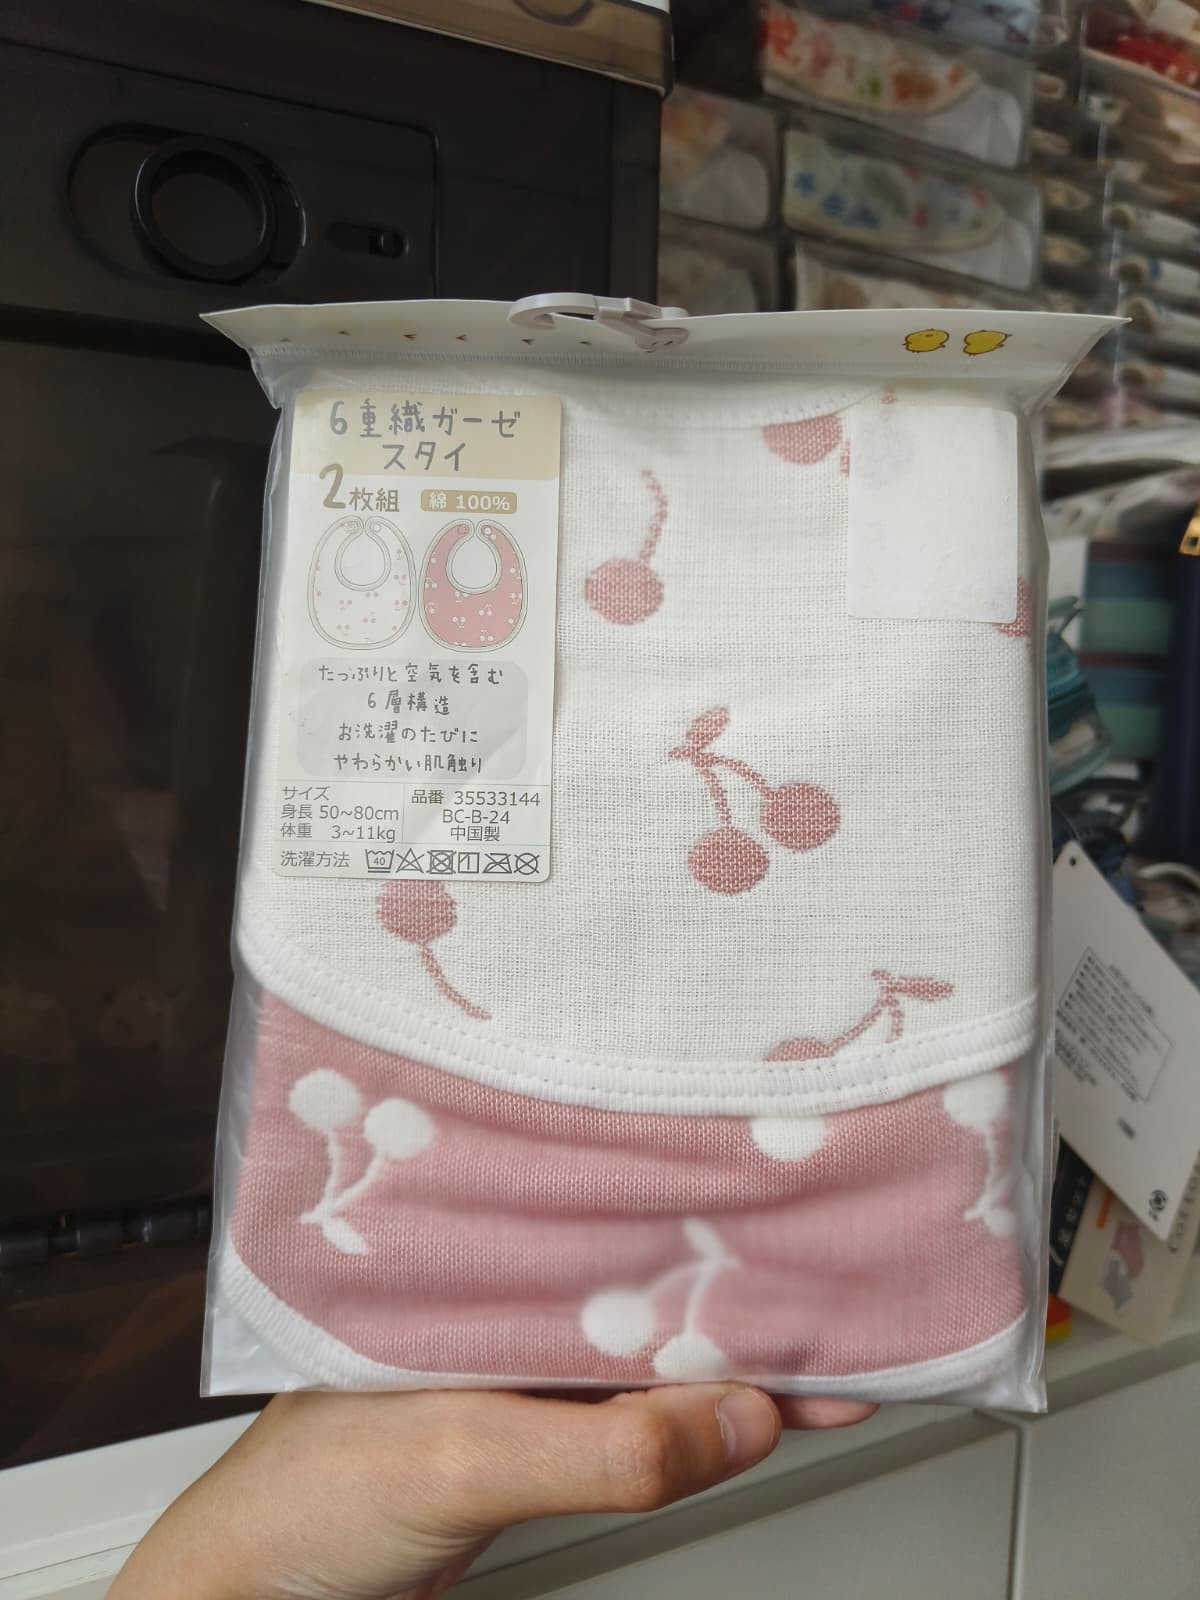 6重織ガーゼ
スタイ
2枚組 綿 100%
たっぷりと空気を含む
6層構造
お洗濯のたびに
やわらかい肌触り
サイズ
身長 50~80cm
体重 3~11kg
品番 35533144
BC-B-24
中国製
洗濯方法 40